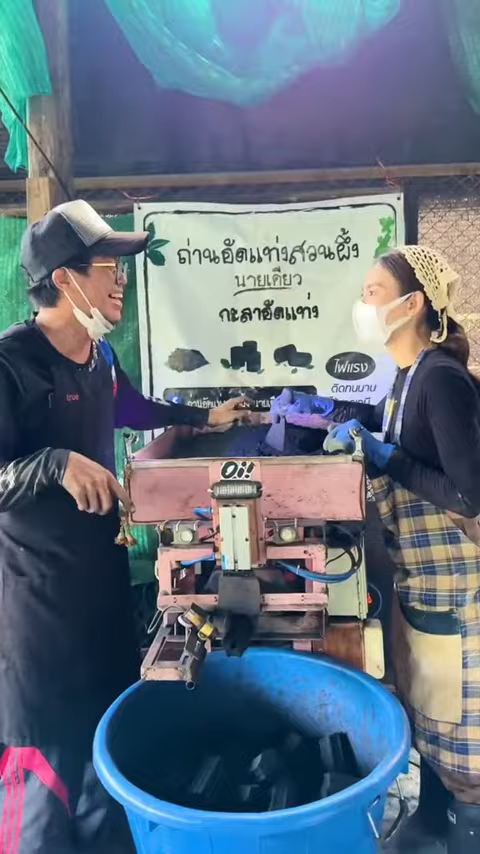 ถ่านอัดแท่งสวนผึ้ง
นายเคียว
กะลาอัดแท่ง
ไฟแรง
ติดทนนาน
true
Oi!